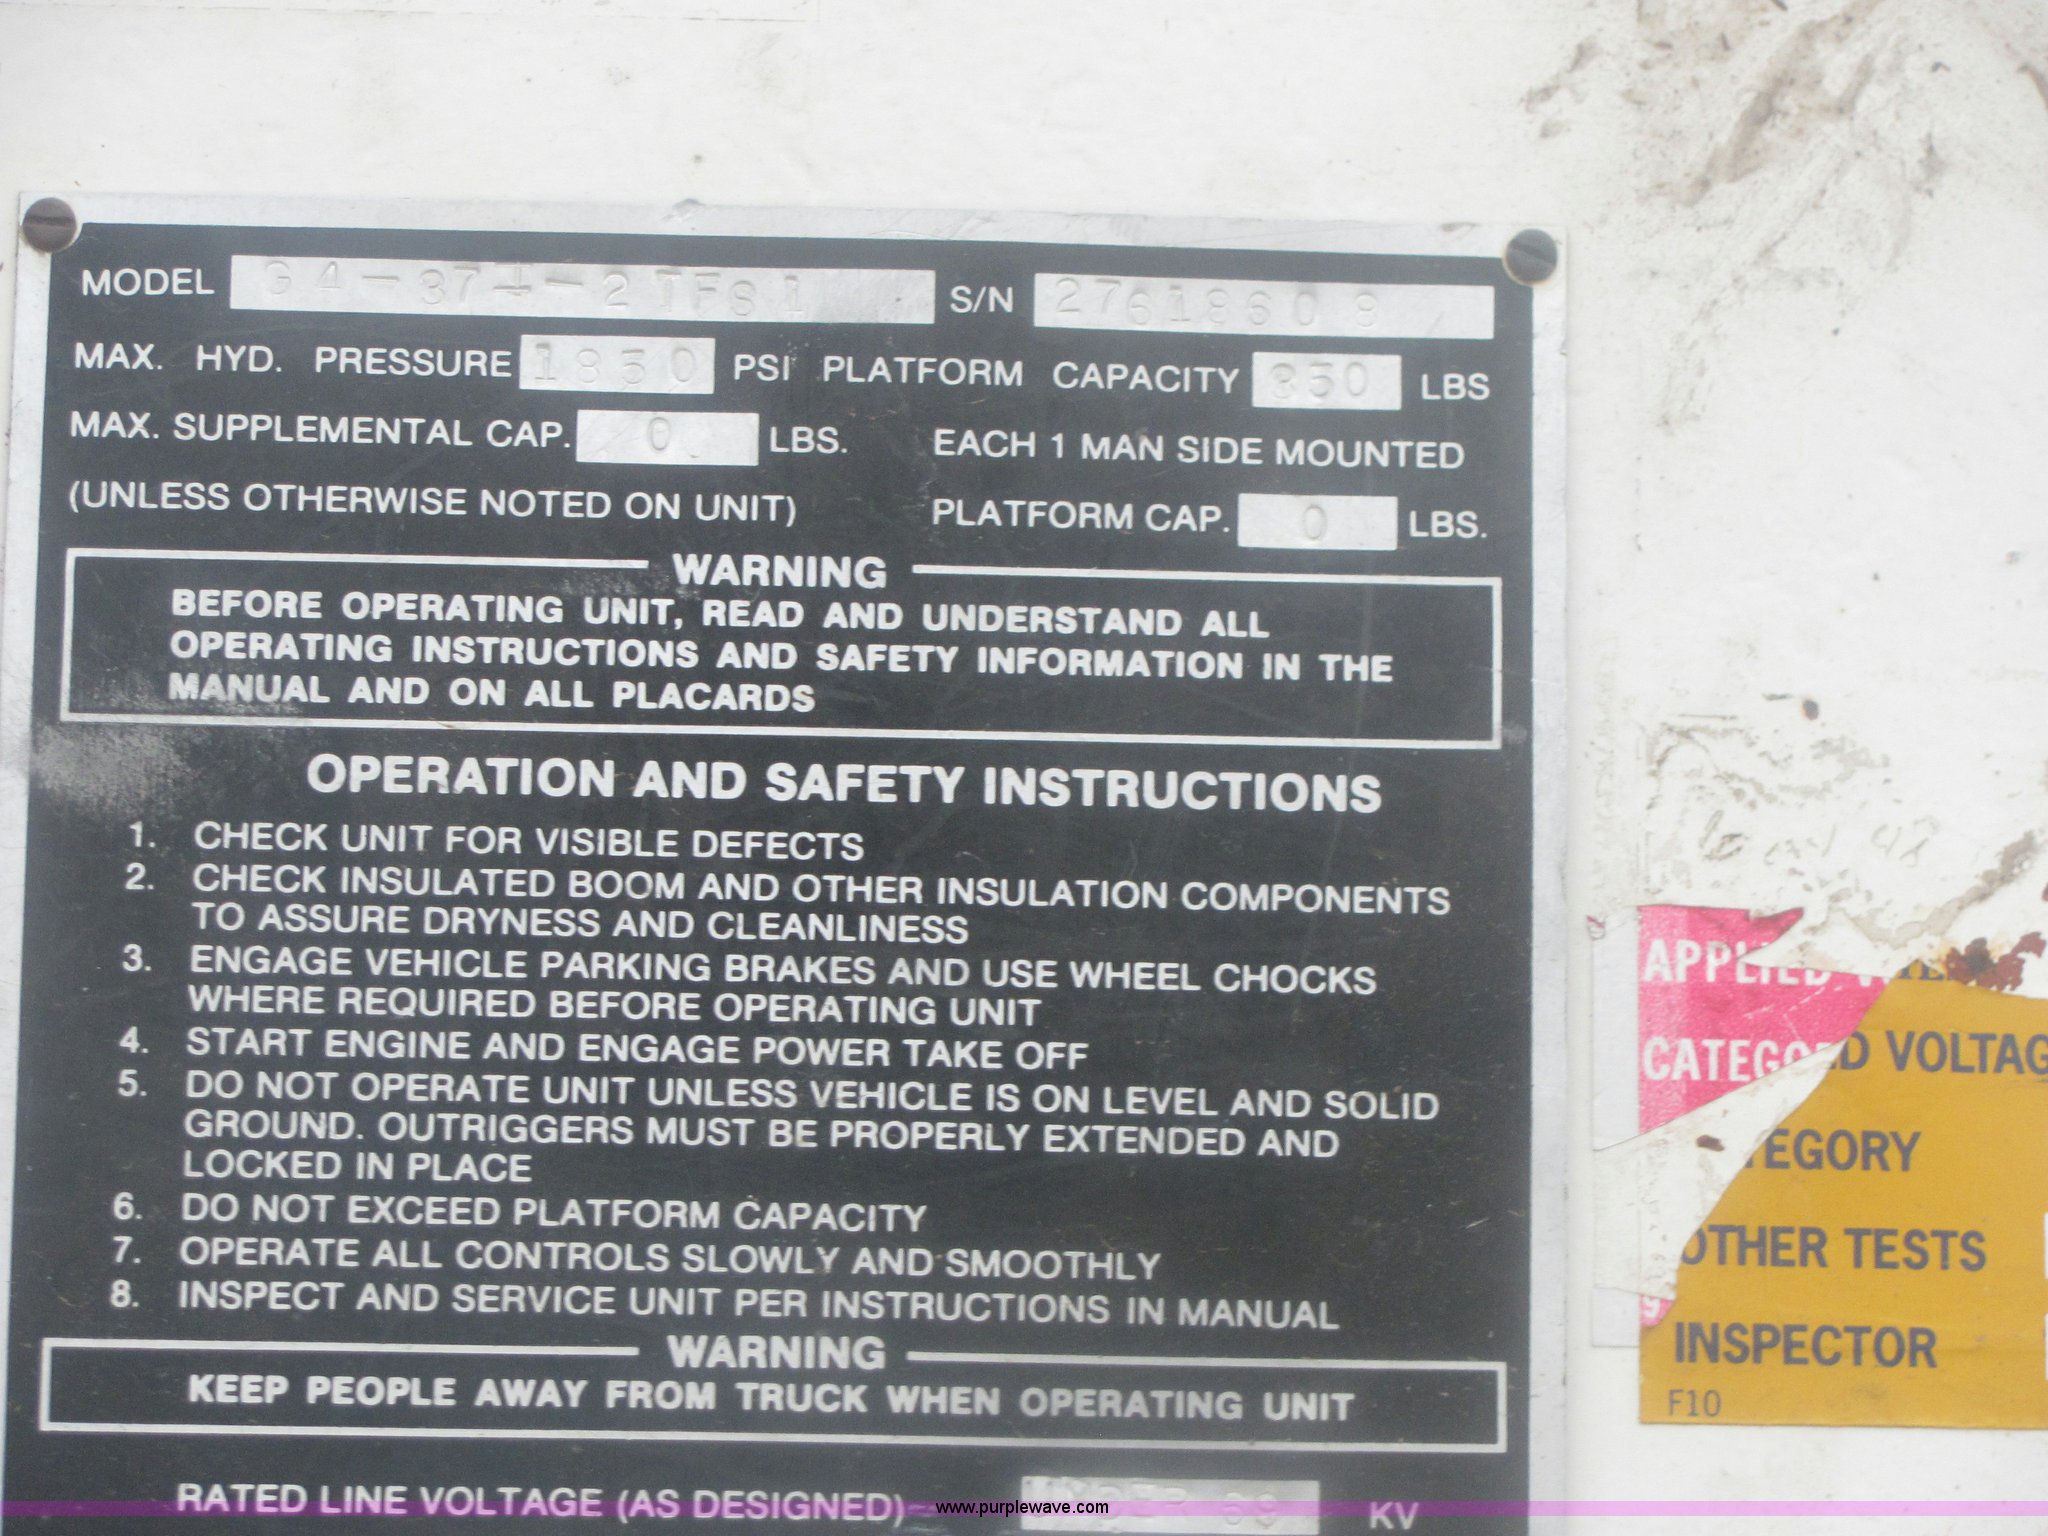 MODEL G4-37I-2TFS1 S/N 27618608
MAX. HYD. PRESSURE 1850 PSI PLATFORM CAPACITY 350 LBS
MAX. SUPPLEMENTAL CAP. 0 LBS. EACH 1 MAN SIDE MOUNTED
(UNLESS OTHERWISE NOTED ON UNIT) PLATFORM CAP. 0 LBS.
WARNING
BEFORE OPERATING UNIT, READ AND UNDERSTAND ALL
OPERATING INSTRUCTIONS AND SAFETY INFORMATION IN THE
MANUAL AND ON ALL PLACARDS
OPERATION AND SAFETY INSTRUCTIONS
1. CHECK UNIT FOR VISIBLE DEFECTS
2. CHECK INSULATED BOOM AND OTHER INSULATION COMPONENTS
TO ASSURE DRYNESS AND CLEANLINESS
3. ENGAGE VEHICLE PARKING BRAKES AND USE WHEEL CHOCKS
WHERE REQUIRED BEFORE OPERATING UNIT
4. START ENGINE AND ENGAGE POWER TAKE OFF
5. DO NOT OPERATE UNIT UNLESS VEHICLE IS ON LEVEL AND SOLID
GROUND. OUTRIGGERS MUST BE PROPERLY EXTENDED AND
LOCKED IN PLACE
6. DO NOT EXCEED PLATFORM CAPACITY
7. OPERATE ALL CONTROLS SLOWLY AND SMOOTHLY
8. INSPECT AND SERVICE UNIT PER INSTRUCTIONS IN MANUAL
WARNING
KEEP PEOPLE AWAY FROM TRUCK WHEN OPERATING UNIT
RATED LINE VOLTAGE (AS DESIGNED) UNDER 69 KV
APPLIED
CATEGO
D VOLTAG
TEGORY
OTHER TESTS
INSPECTOR
F10
www.purplewave.com